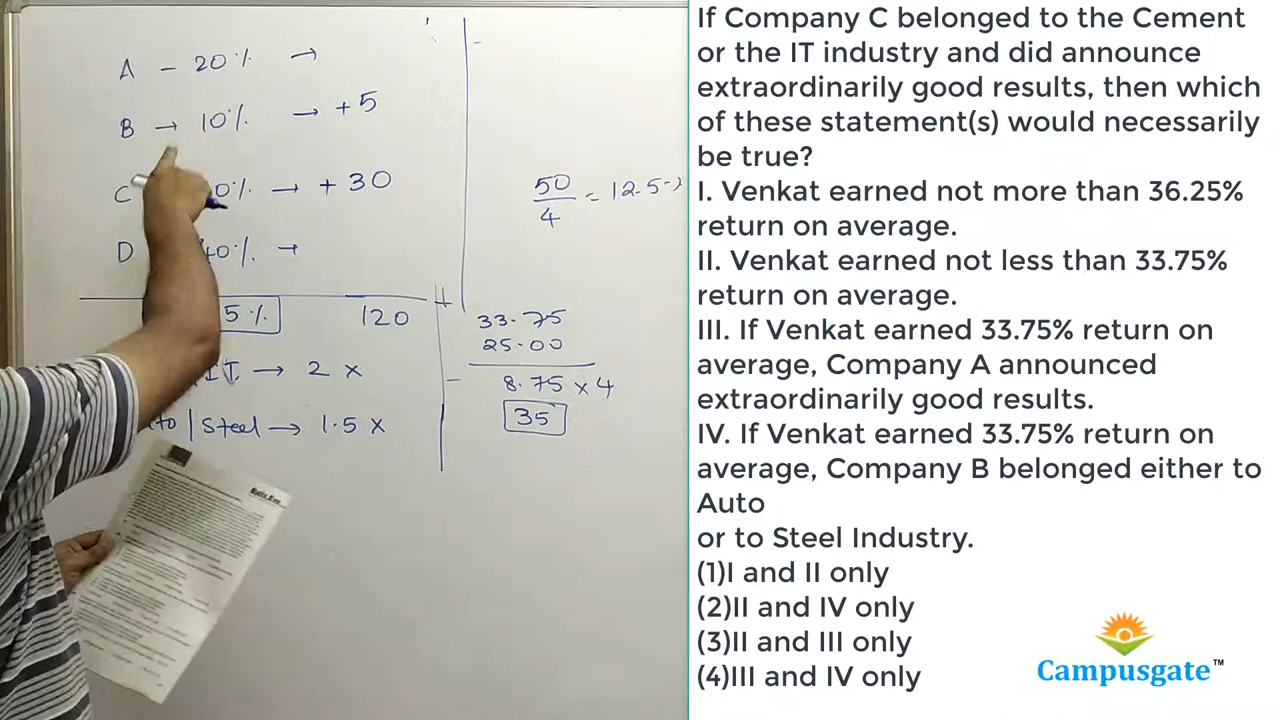 A – 20% →
B → 10% → +5
C 0% → +30
D 40% →
5% 120
IT → 2x
to | Steel → 1.5x
50
4
= 12.5
33.75
25.00
8.75 x 4
35
If Company C belonged to the Cement
or the IT industry and did announce
extraordinarily good results, then which
of these statement(s) would necessarily
be true?
I. Venkat earned not more than 36.25%
return on average.
II. Venkat earned not less than 33.75%
return on average.
III. If Venkat earned 33.75% return on
average, Company A announced
extraordinarily good results.
IV. If Venkat earned 33.75% return on
average, Company B belonged either to
Auto
or to Steel Industry.
(1)I and II only
(2)II and IV only
(3)II and III only
(4)III and IV only
Campusgate™